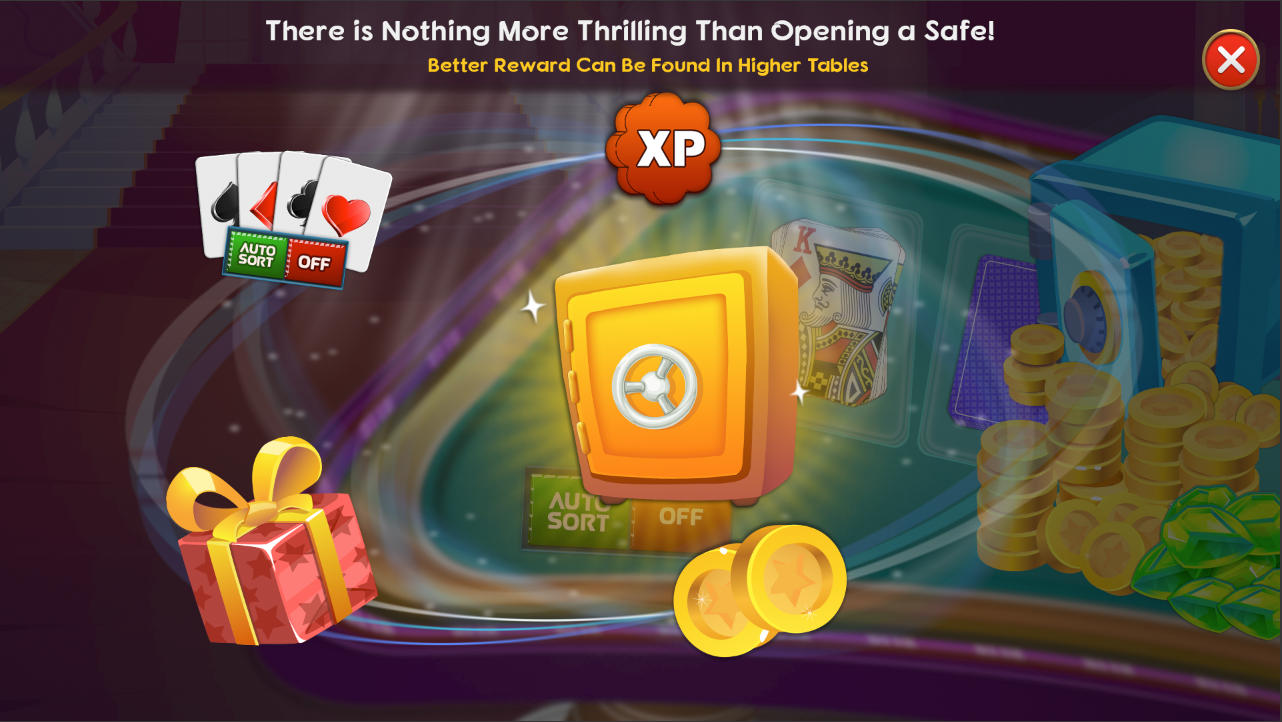 There is Nothing More Thrilling Than Opening a Safe!
Better Reward Can Be Found In Higher Tables
XP
AUTO
SORT
OFF
K
AUTO
SORT
OFF